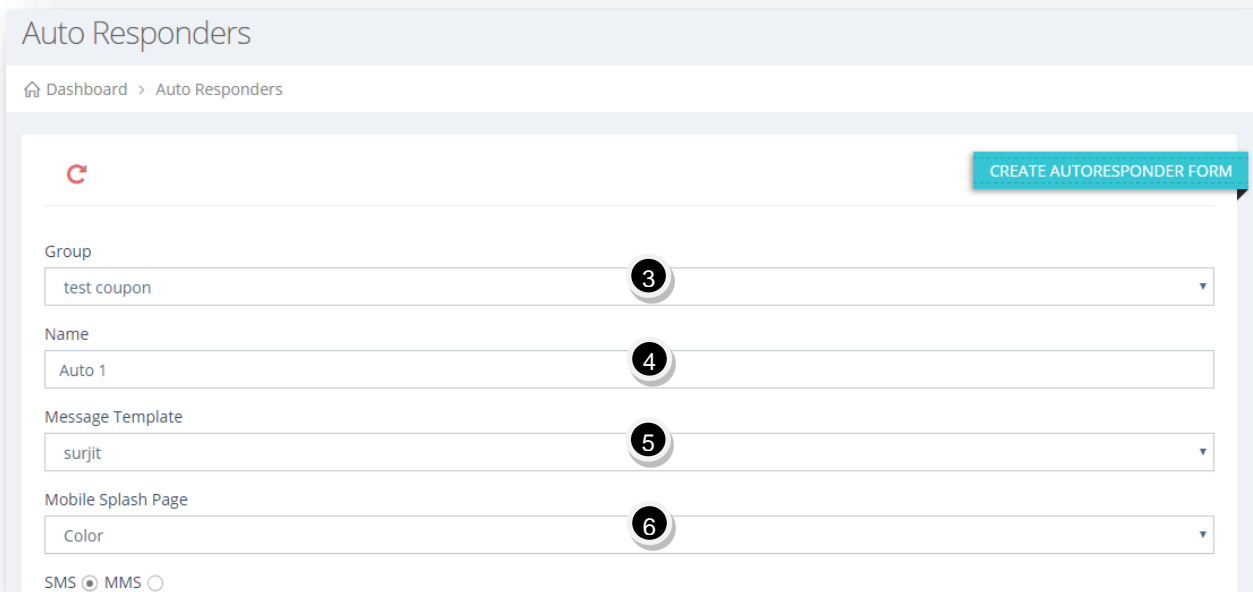 Auto Responders
Dashboard > Auto Responders
CREATE AUTORESPONDER FORM
Group
test coupon
3
Name
Auto 1
4
Message Template
surjit
5
Mobile Splash Page
Color
6
SMS MMS